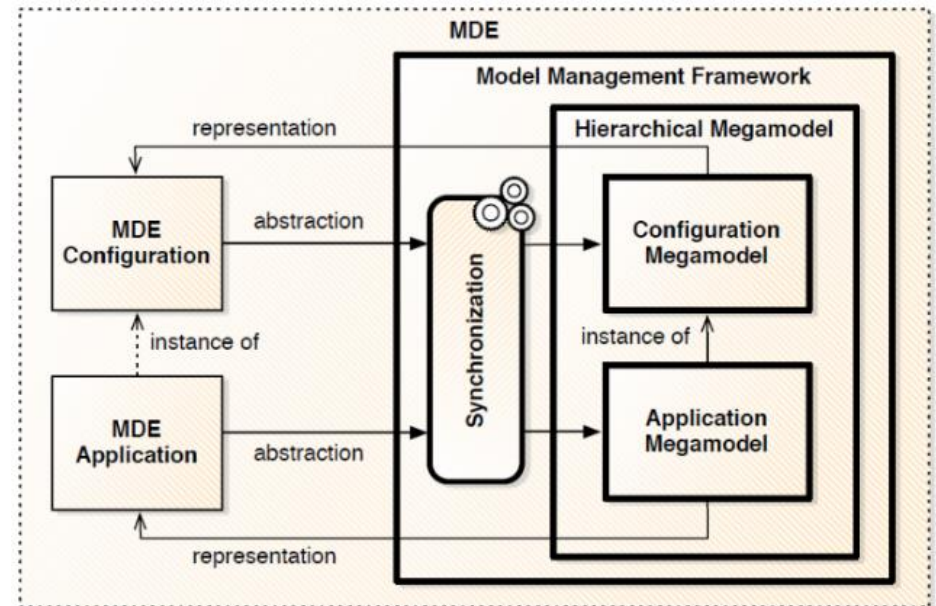 MDE
Model Management Framework
representation
Hierarchical Megamodel
MDE
Configuration
abstraction
Synchronization
Configuration
Megamodel
instance of
instance of
MDE
Application
abstraction
Application
Megamodel
representation